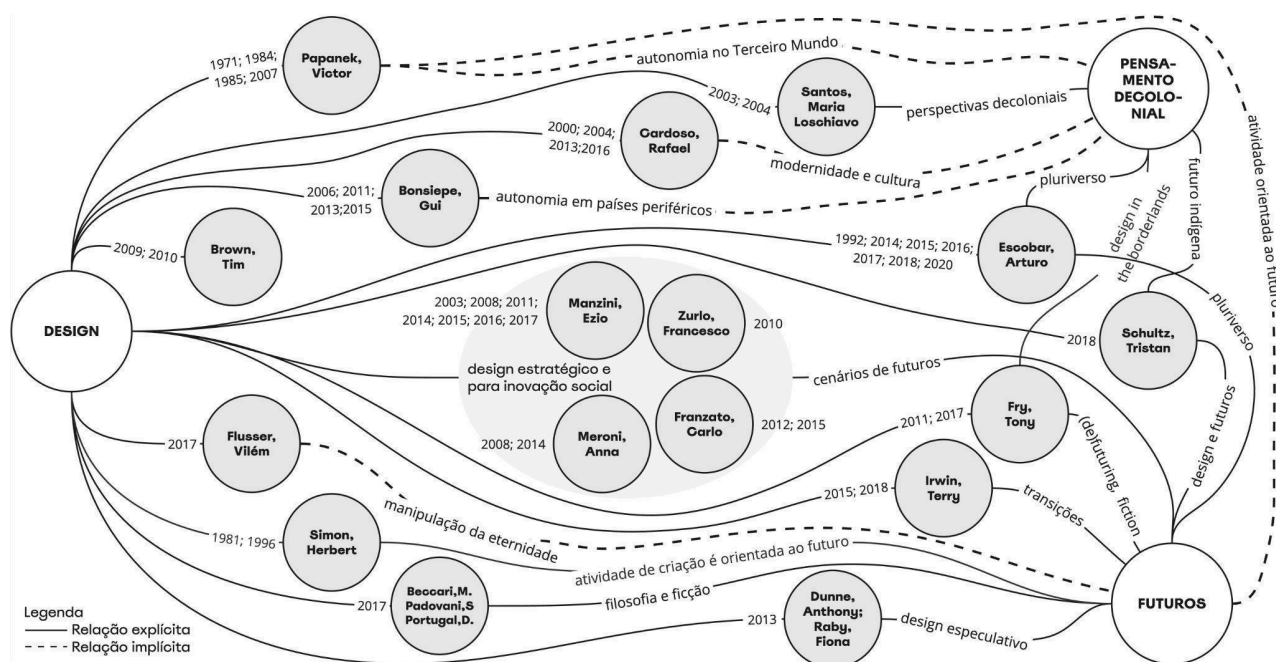 1971; 1984;
1985; 2007
Papanek,
Victor
autonomia no Terceiro Mundo
PENSA-
MENTO
DECOLO-
NIAL
2003; 2004
Santos,
Maria
Loschiavo
perspectivas decoloniais
2000; 2004;
2013;2016
Cardoso,
Rafael
modernidade e cultura
atividade orientada ao futuro
2006; 2011;
2013;2015
Bonsiepe,
Gui
autonomia em países periféricos
pluriverso
design in
the borderlands
futuro indígena
2009; 2010
Brown,
Tim
1992; 2014; 2015; 2016;
2017; 2018; 2020
Escobar,
Arturo
pluriverso
DESIGN
2003; 2008; 2011;
2014; 2015; 2016; 2017
Manzini,
Ezio
Zurlo,
Francesco
2010
2018
Schultz,
Tristan
design estratégico e
para inovação social
cenários de futuros
design e futuros
2017
Flusser,
Vilém
manipulação da eternidade
2008; 2014
Meroni,
Anna
Franzato,
Carlo
2012; 2015
2011; 2017
Fry,
Tony
(de)futuring, fiction
2015; 2018
Irwin,
Terry
transições
1981; 1996
Simon,
Herbert
atividade de criação é orientada ao futuro
2017
Beccari,M.
Padovani,S
Portugal,D.
filosofia e ficção
2013
Dunne,
Anthony;
Raby,
Fiona
design especulativo
FUTUROS
Legenda
Relação explícita
Relação implícita